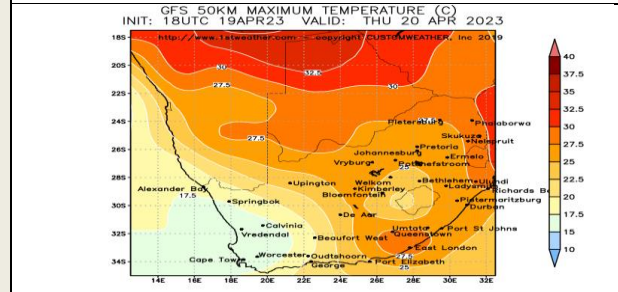 GFS 50KM MAXIMUM TEMPERATURE (C)
INIT: 18UTC 19APR23 VALID: THU 20 APR 2023
http://www.1stweather.com - © copyright CUSTOMWEATHER, Inc 2019
18S
20S
22S
24S
26S
28S
30S
32S
34S
14E 16E 18E 20E 22E 24E 26E 28E 30E 32E
30
32.5
27.5
30
27.5
25
17.5
27.5
25
Pietersburg
Phalaborwa
Skukuza
Nelspruit
Pretoria
Johannesburg
Ermelo
Vryburg
Potchefstroom
Upington
Welkom
Bethlehem
Ulundi
Kimberley
Ladysmith
Bloemfontein
Richards B
Alexander Ba
Springbok
Pietermaritzburg
Durban
De Aar
Calvinia
Vredendal
Umtata
Port St Johns
Queenstown
Beaufort West
East London
Worcester
Oudtshoorn
Cape Town
George
Port Elizabeth
40
37.5
35
32.5
30
27.5
25
22.5
20
17.5
15
10